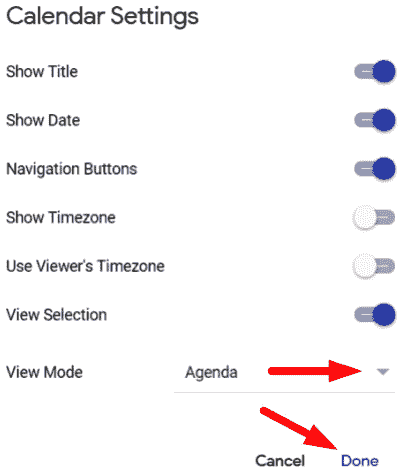 Calendar Settings
Show Title
Show Date
Navigation Buttons
Show Timezone
Use Viewer's Timezone
View Selection
View Mode Agenda
Cancel Done